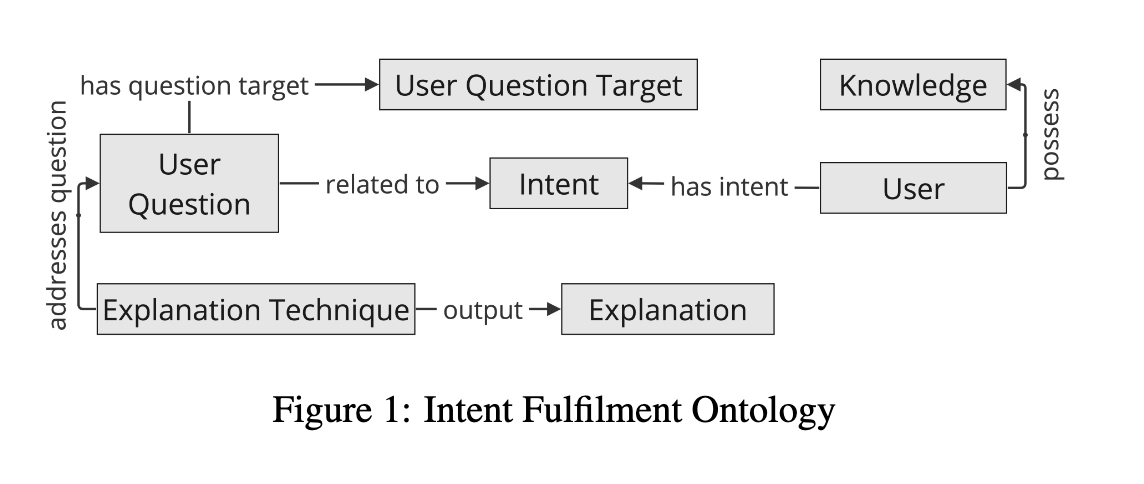 has question target
User Question Target
Knowledge
possess
addresses question
User
Question
related to
Intent
has intent
User
Explanation Technique
output
Explanation
Figure 1: Intent Fulfilment Ontology